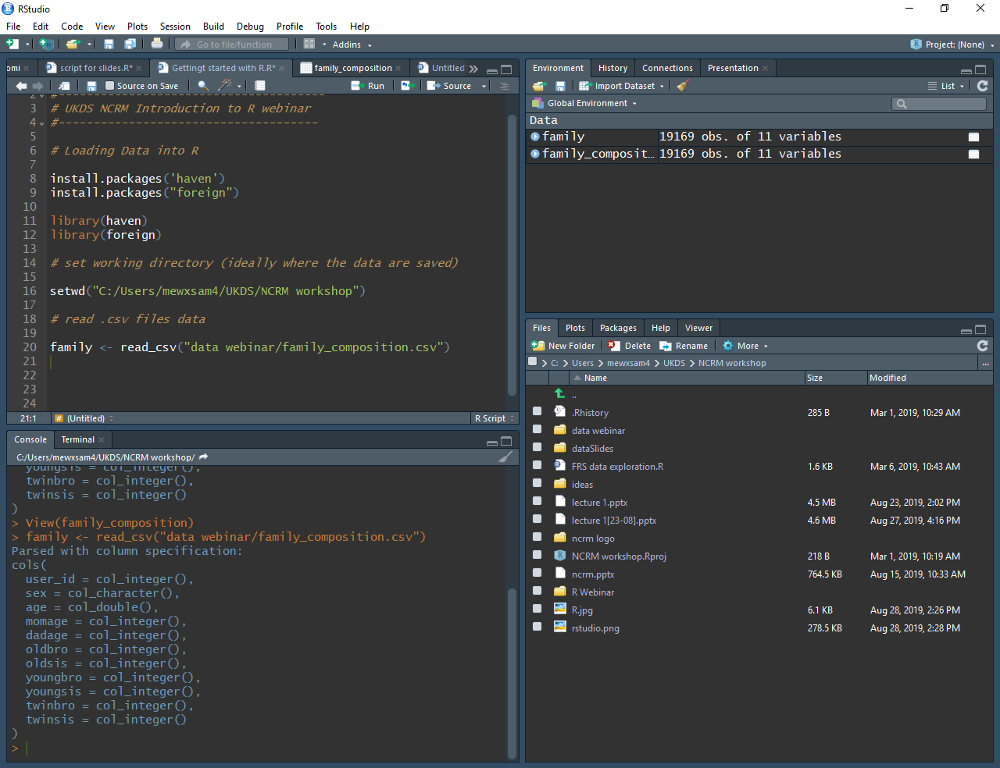 RStudio
File Edit Code View Plots Session Build Debug Profile Tools Help
Go to file/function Addins Project: (None)
omi script for slides.R* Gettingt started with R.R* family_composition Untitled
Source on Save Run Source
2 #--------------------------------------
3 # UKDS NCRM Introduction to R webinar
4 #-------------------------------------
5
6 # Loading Data into R
7
8 install.packages('haven')
9 install.packages("foreign")
10
11 library(haven)
12 library(foreign)
13
14 # set working directory (ideally where the data are saved)
15
16 setwd("C:/Users/mewxsam4/UKDS/NCRM workshop")
17
18 # read .csv files data
19
20 family <- read_csv("data webinar/family_composition.csv")
21
22
23
24
21:1 # (Untitled) R Script
Console Terminal
C:/Users/mewxsam4/UKDS/NCRM workshop/
youngsis = col_integer(),
twinbro = col_integer(),
twinsis = col_integer()
)
> View(family_composition)
> family <- read_csv("data webinar/family_composition.csv")
Parsed with column specification:
cols(
user_id = col_integer(),
sex = col_character(),
age = col_double(),
momage = col_integer(),
dadage = col_integer(),
oldbro = col_integer(),
oldsis = col_integer(),
youngbro = col_integer(),
youngsis = col_integer(),
twinbro = col_integer(),
twinsis = col_integer()
)
>
Environment History Connections Presentation
Import Dataset List
Global Environment
Data
family 19169 obs. of 11 variables
family_composit... 19169 obs. of 11 variables
Files Plots Packages Help Viewer
New Folder Delete Rename More
C: > Users > mewxsam4 > UKDS > NCRM workshop ...
Name Size Modified
..
.Rhistory 285 B Mar 1, 2019, 10:29 AM
data webinar
dataSlides
FRS data exploration.R 1.6 KB Mar 6, 2019, 10:43 AM
ideas
lecture 1.pptx 4.5 MB Aug 23, 2019, 2:02 PM
lecture 1[23-08].pptx 4.6 MB Aug 27, 2019, 4:16 PM
ncrm logo
NCRM workshop.Rproj 218 B Mar 1, 2019, 10:19 AM
ncrm.pptx 764.5 KB Aug 15, 2019, 10:33 AM
R Webinar
R.jpg 6.1 KB Aug 28, 2019, 2:26 PM
rstudio.png 278.5 KB Aug 28, 2019, 2:28 PM